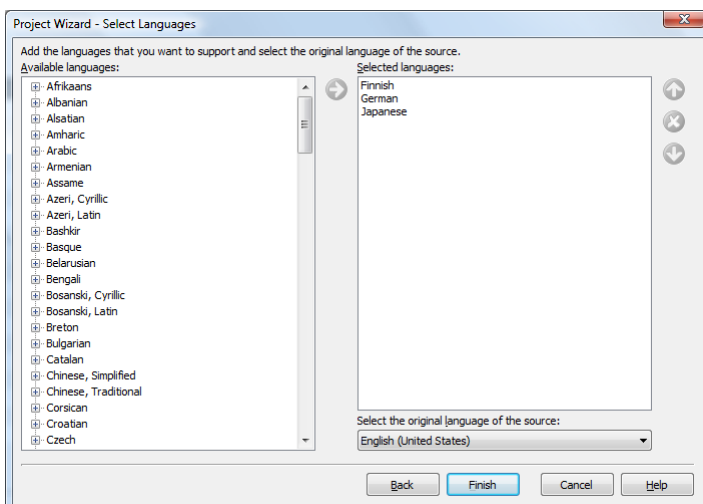 Project Wizard - Select Languages
Add the languages that you want to support and select the original language of the source.
Available languages:
Selected languages:
Afrikaans
Albanian
Alsatian
Amharic
Arabic
Armenian
Assame
Azeri, Cyrillic
Azeri, Latin
Bashkir
Basque
Belarusian
Bengali
Bosanski, Cyrillic
Bosanski, Latin
Breton
Bulgarian
Catalan
Chinese, Simplified
Chinese, Traditional
Corsican
Croatian
Czech
Finnish
German
Japanese
Select the original language of the source:
English (United States)
Back Finish Cancel Help